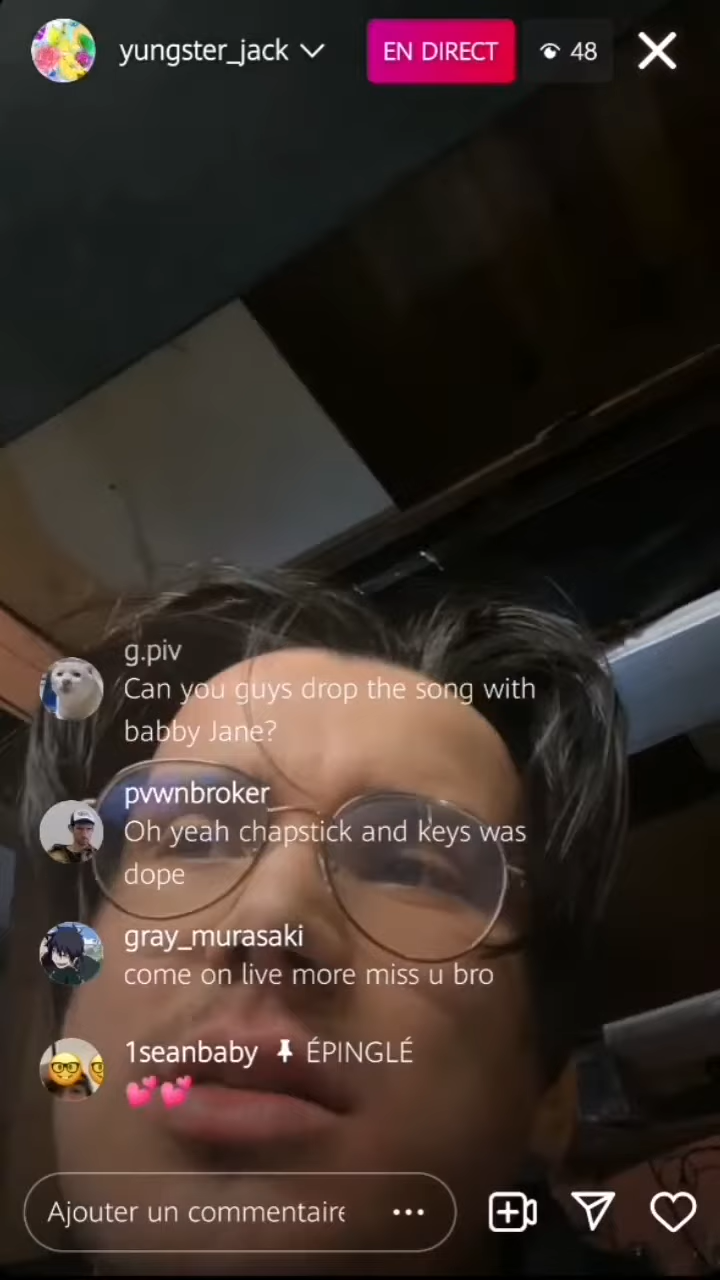 yungster_jack
EN DIRECT
48
g.piv
Can you guys drop the song with
babby Jane?
pvwnbroker
Oh yeah chapstick and keys was
dope
gray_murasaki
come on live more miss u bro
1seanbaby ÉPINGLÉ
💕💕
Ajouter un commentaire